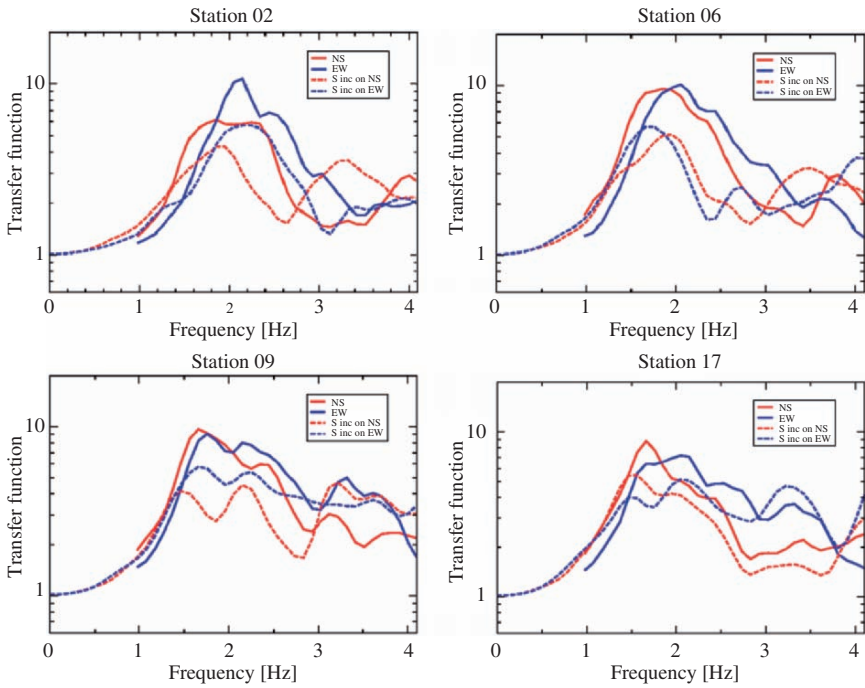 Station 02
Station 06
10
1
Transfer function
NS
EW
S inc on NS
S inc on EW
0 1 2 3 4
Frequency [Hz]
10
1
Transfer function
NS
EW
S inc on NS
S inc on EW
0 1 2 3 4
Frequency [Hz]
Station 09
Station 17
10
1
Transfer function
NS
EW
S inc on NS
S inc on EW
0 1 2 3 4
Frequency [Hz]
10
1
Transfer function
NS
EW
S inc on NS
S inc on EW
0 1 2 3 4
Frequency [Hz]